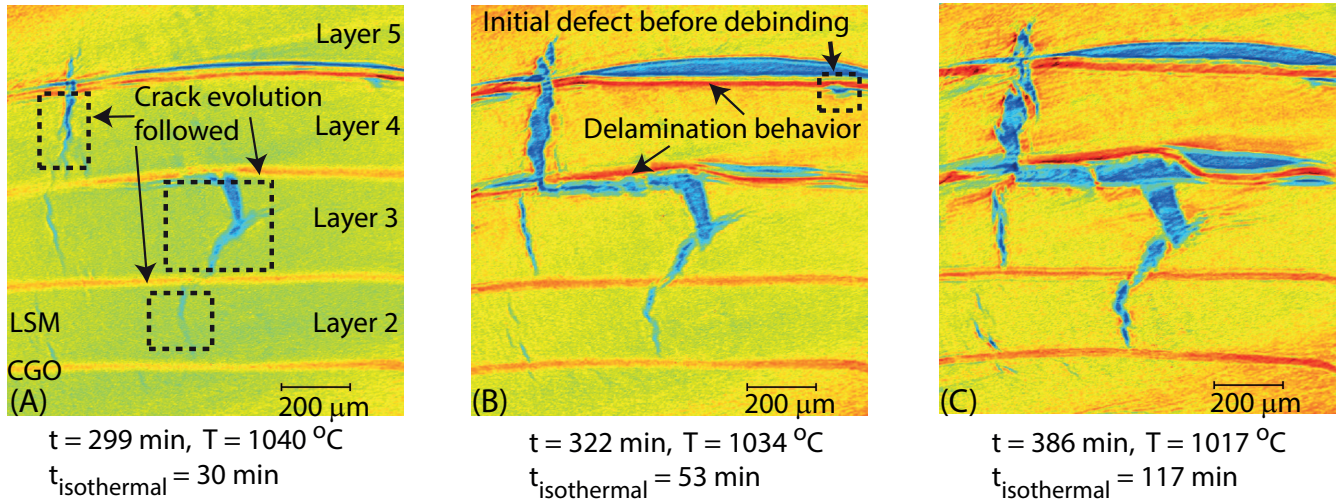 Layer 5
Crack evolution
followed
Layer 4
Layer 3
LSM
Layer 2
CGO
(A)
200 µm
t = 299 min, T = 1040 °C
t_isothermal = 30 min
Initial defect before debinding
Delamination behavior
(B)
200 µm
t = 322 min, T = 1034 °C
t_isothermal = 53 min
(C)
200 µm
t = 386 min, T = 1017 °C
t_isothermal = 117 min